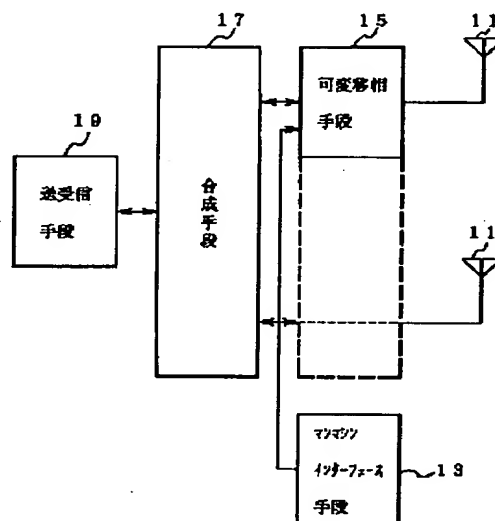 17
15
11
可変移相
手段
19
送受信
手段
合成手段
11
マンマシン
インターフェース
手段
13